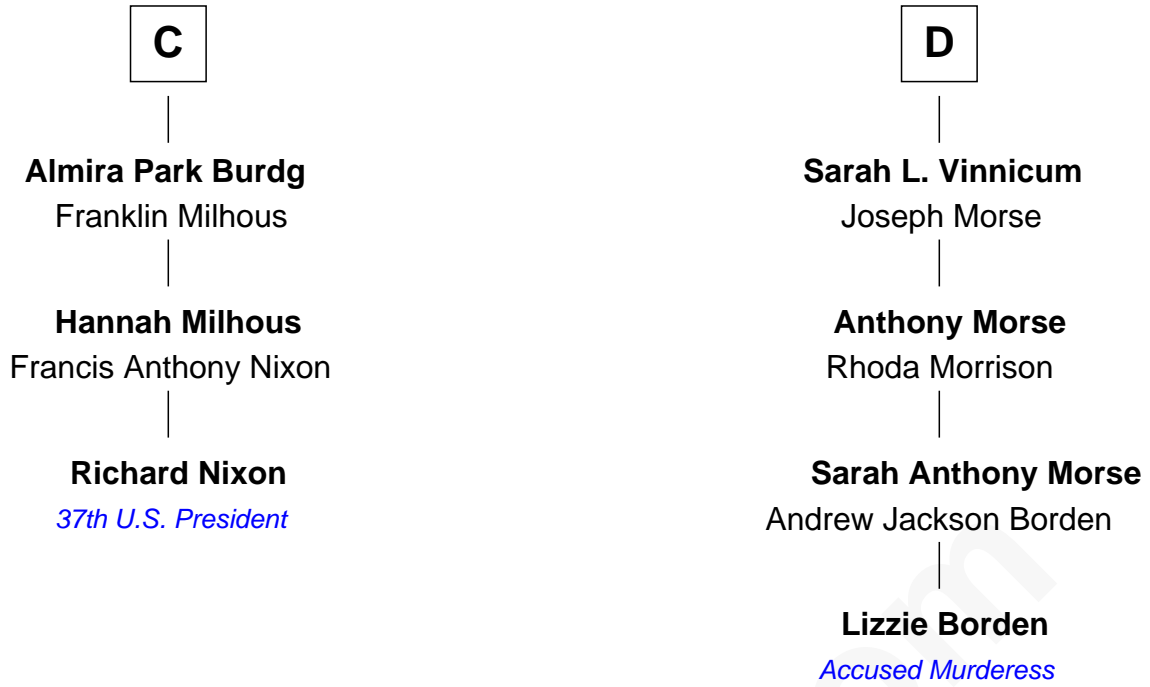 C
Almira Park Burdg
Franklin Milhous
Hannah Milhous
Francis Anthony Nixon
Richard Nixon
37th U.S. President
D
Sarah L. Vinnicum
Joseph Morse
Anthony Morse
Rhoda Morrison
Sarah Anthony Morse
Andrew Jackson Borden
Lizzie Borden
Accused Murderess